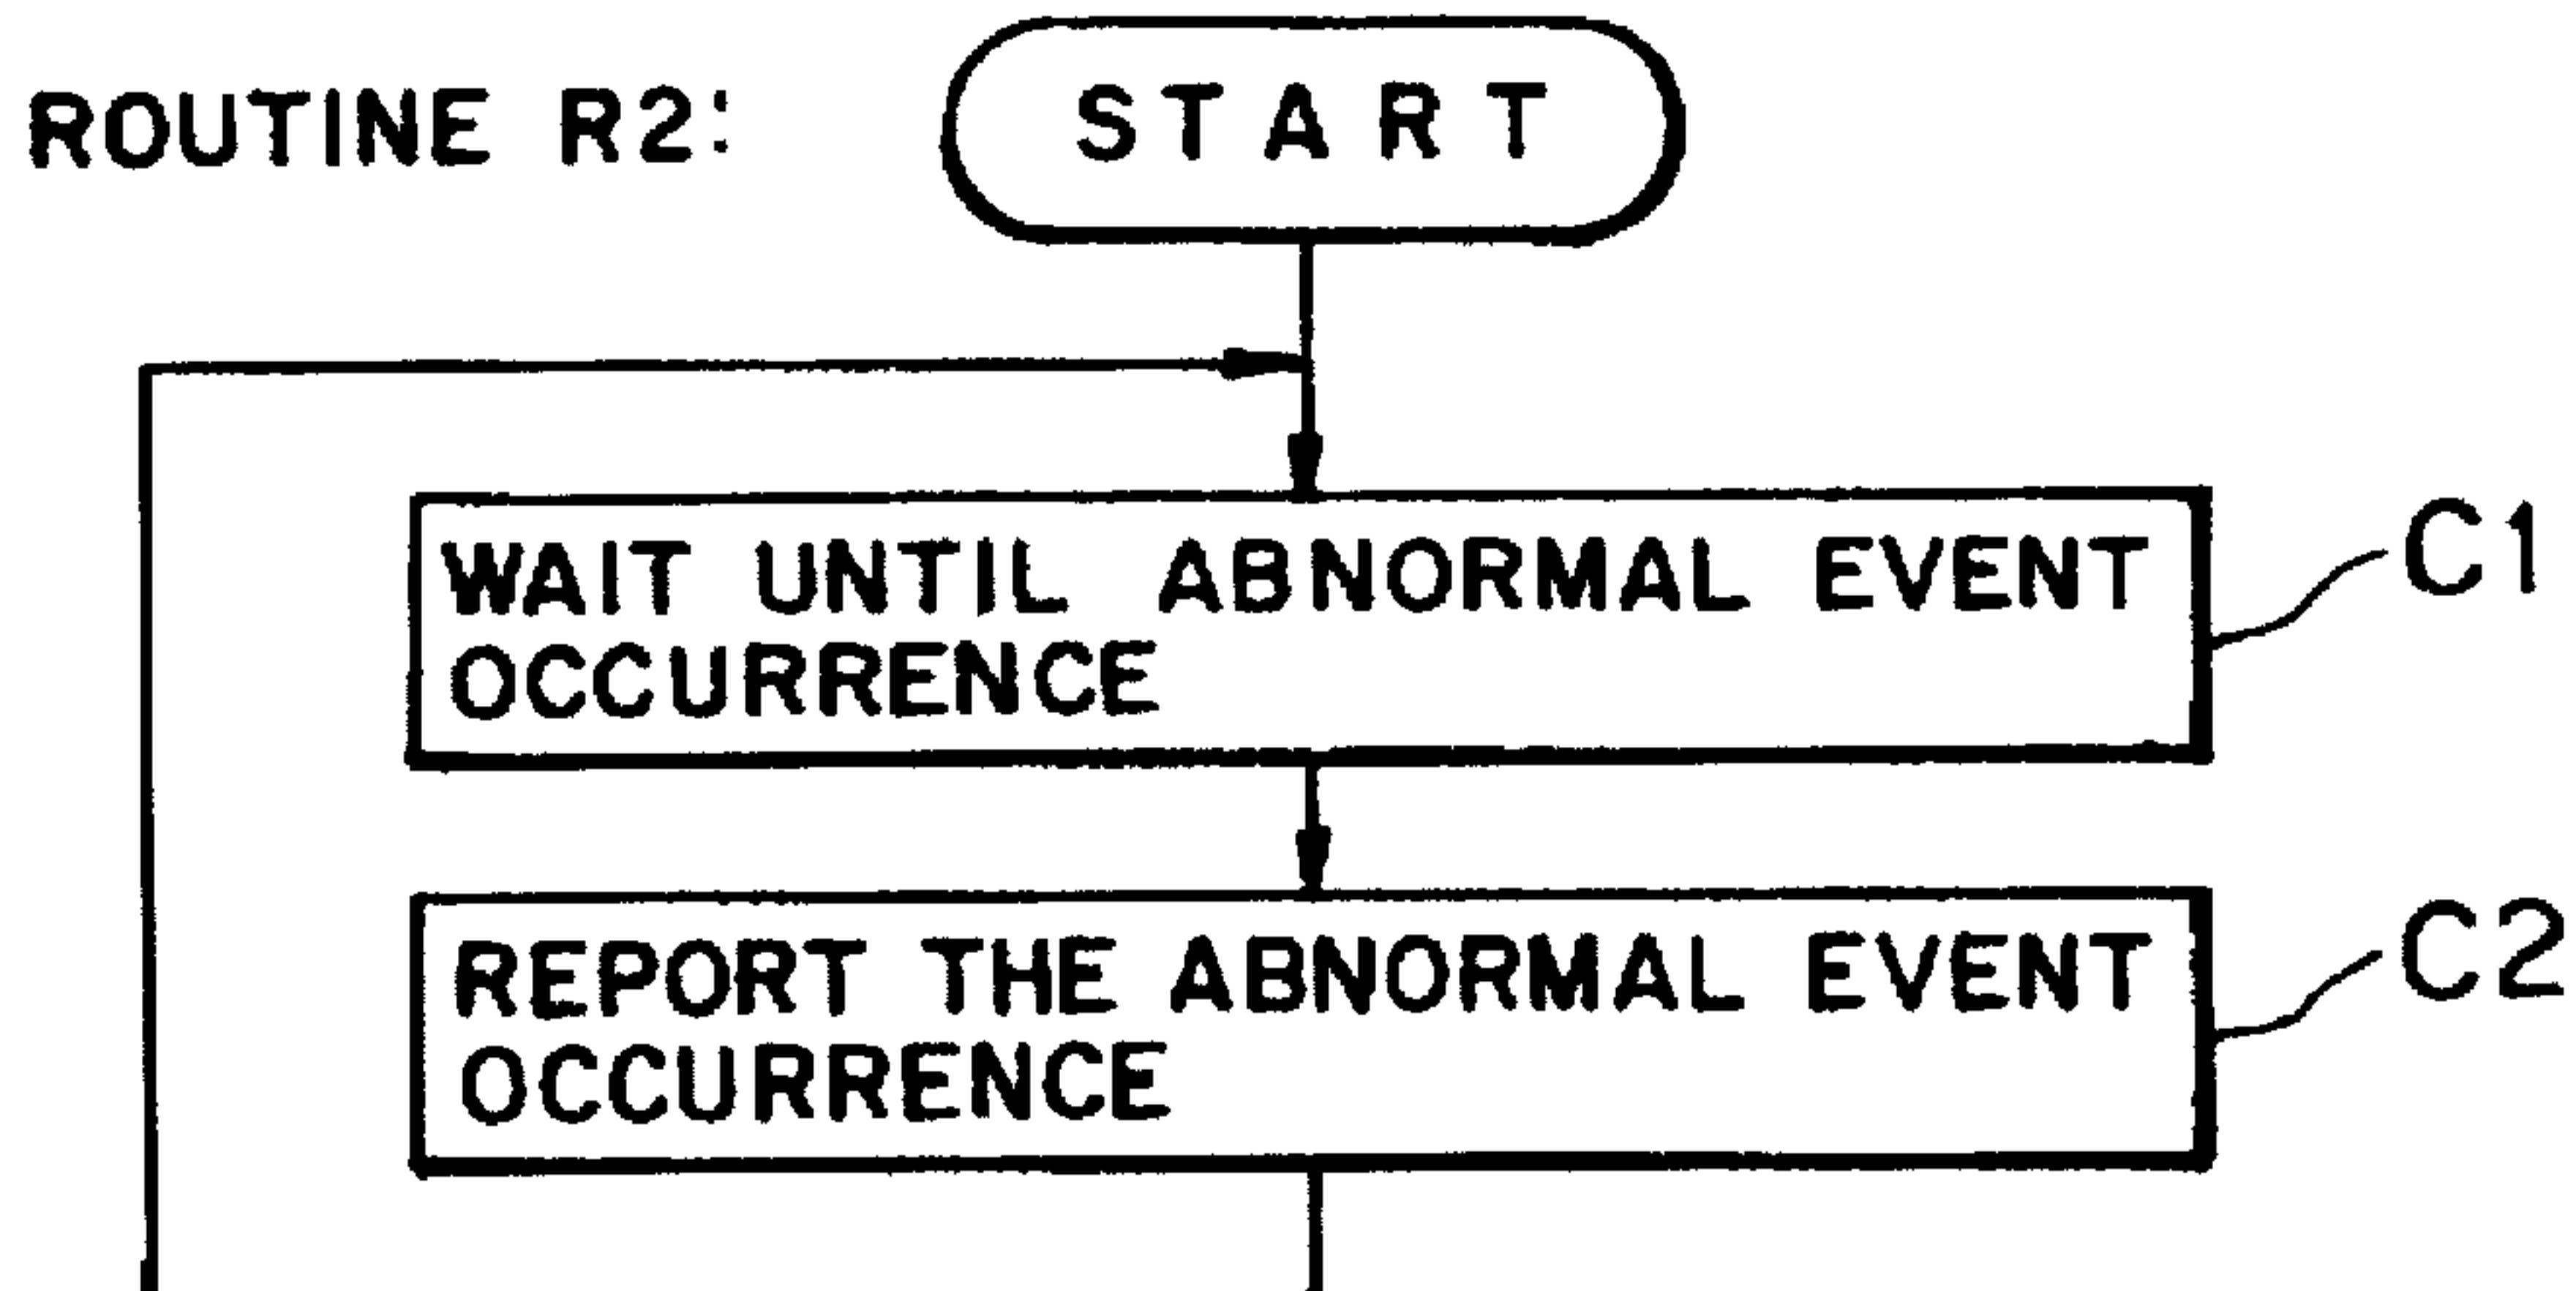 ROUTINE R2:
START
WAIT UNTIL ABNORMAL EVENT
OCCURRENCE
C1
REPORT THE ABNORMAL EVENT
OCCURRENCE
C2